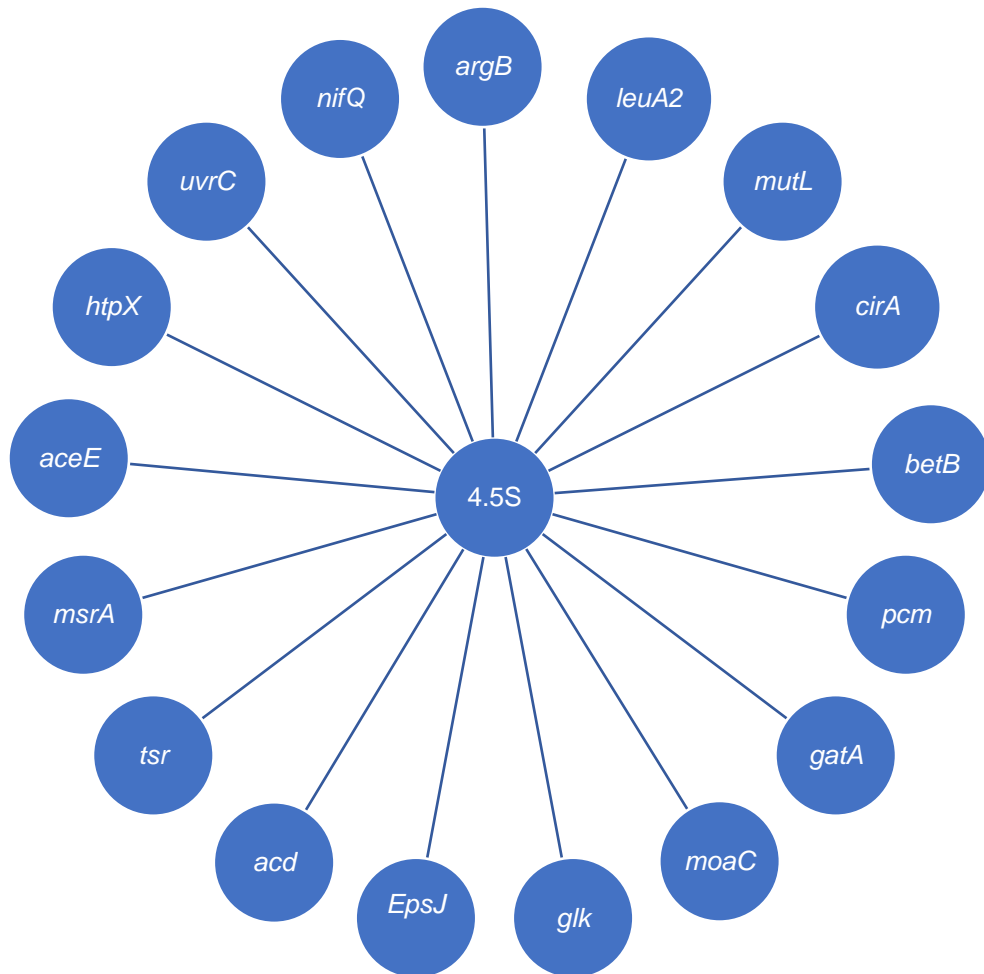 argB
nifQ
leuA2
uvrC
mutL
htpX
cirA
aceE
betB
4.5S
msrA
pcm
tsr
gatA
acd
moaC
EpsJ
glk